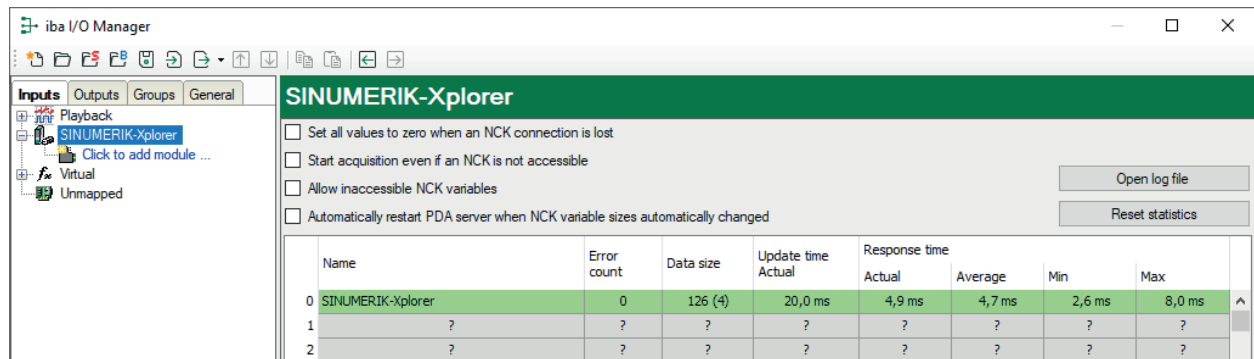 iba I/O Manager
Inputs Outputs Groups General
Playback
SINUMERIK-Xplorer
Click to add module ...
Virtual
Unmapped
SINUMERIK-Xplorer
Set all values to zero when an NCK connection is lost
Start acquisition even if an NCK is not accessible
Allow inaccessible NCK variables
Automatically restart PDA server when NCK variable sizes automatically changed
Open log file
Reset statistics
Name Error count Data size Update time Actual Response time
Actual Average Min Max
0 SINUMERIK-Xplorer 0 126 (4) 20,0 ms 4,9 ms 4,7 ms 2,6 ms 8,0 ms
1 ? ? ? ? ? ? ? ?
2 ? ? ? ? ? ? ? ?